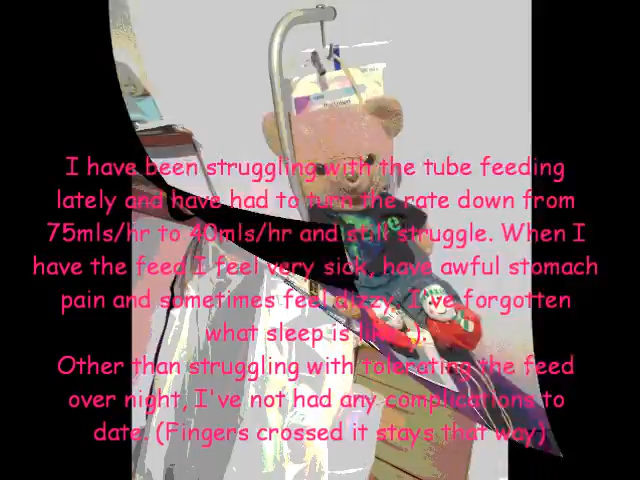 I have been struggling with the tube feeding
lately and have had to turn the rate down from
75mls/hr to 40mls/hr and still struggle. When I
have the feed I feel very sick, have awful stomach
pain and sometimes feel dizzy. I've forgotten
what sleep is ).
Other than struggling with tolerating the feed
over night, I've not had any complications to
date. (Fingers crossed it stays that way)